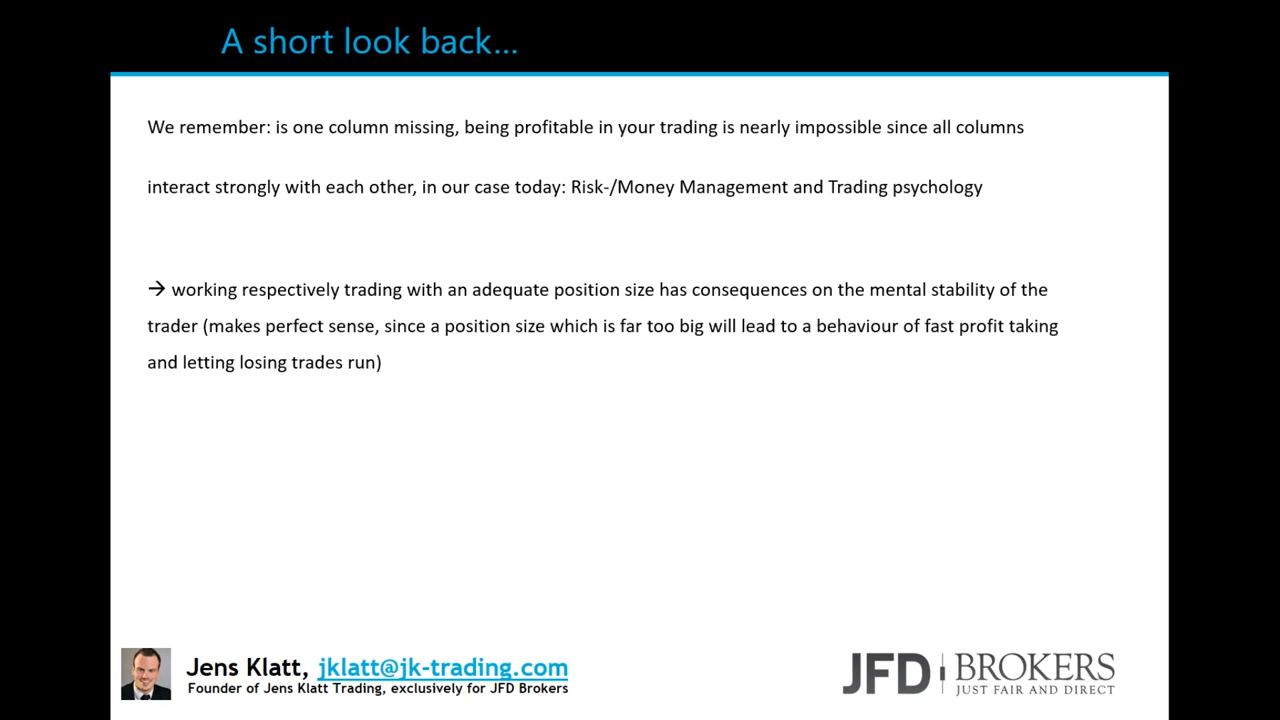 A short look back...
We remember: is one column missing, being profitable in your trading is nearly impossible since all columns
interact strongly with each other, in our case today: Risk-/Money Management and Trading psychology
→ working respectively trading with an adequate position size has consequences on the mental stability of the
trader (makes perfect sense, since a position size which is far too big will lead to a behaviour of fast profit taking
and letting losing trades run)
Jens Klatt, jklatt@jk-trading.com
Founder of Jens Klatt Trading, exclusively for JFD Brokers
JFD BROKERS
JUST FAIR AND DIRECT